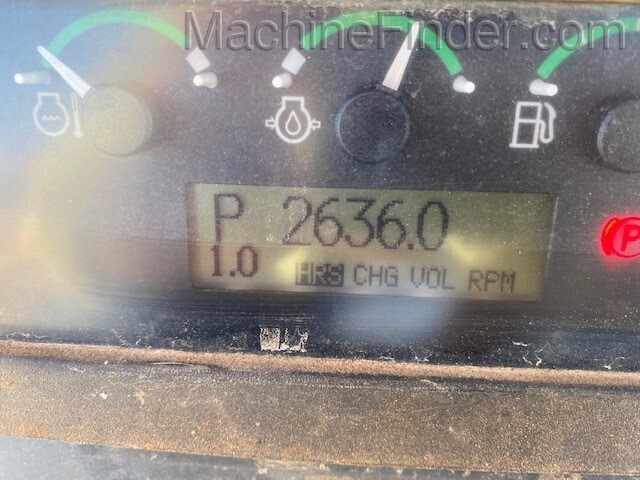 MachineFinder.com
P 2636.0
1.0 HRS CHG VOL RPM
P